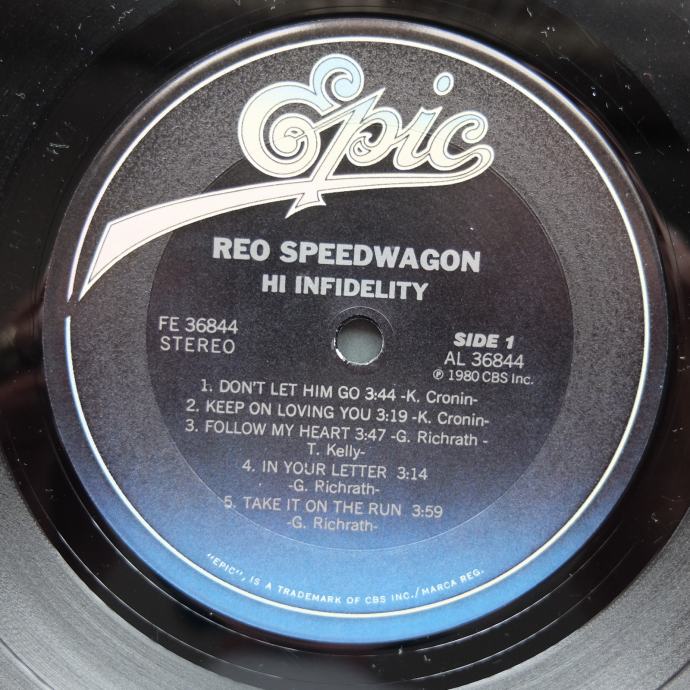 Epic
REO SPEEDWAGON
HI INFIDELITY
FE 36844
STEREO
SIDE 1
AL 36844
℗ 1980 CBS Inc.
1. DON'T LET HIM GO 3:44 -K. Cronin-
2. KEEP ON LOVING YOU 3:19 -K. Cronin-
3. FOLLOW MY HEART 3:47 -G. Richrath -
T. Kelly-
4. IN YOUR LETTER 3:14
-G. Richrath-
5. TAKE IT ON THE RUN 3:59
-G. Richrath-
"EPIC", IS A TRADEMARK OF CBS INC./MARCA REG.